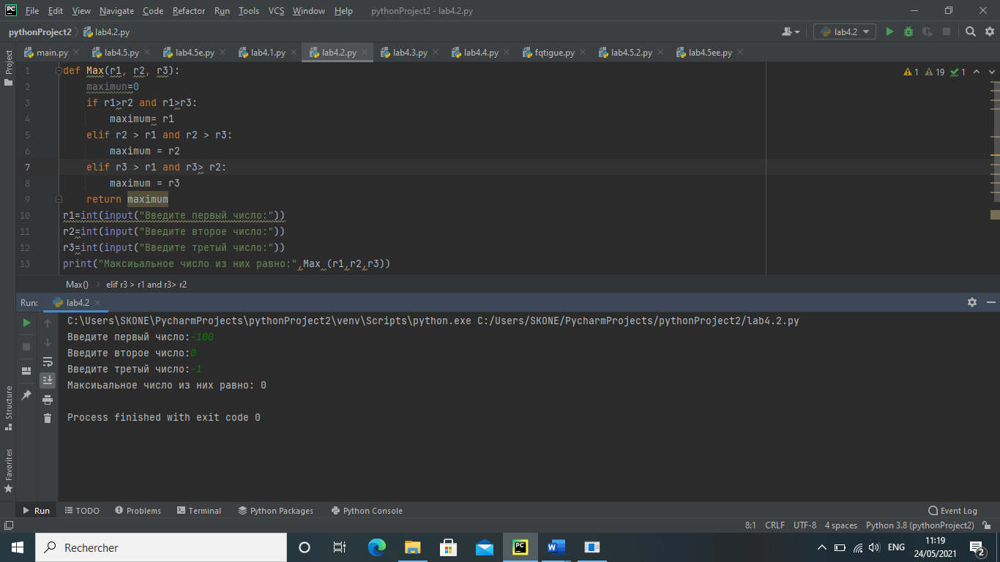 File Edit View Navigate Code Refactor Run Tools VCS Window Help pythonProject2 - lab4.2.py
pythonProject2 lab4.2.py lab4.2
main.py lab4.5.py lab4.5e.py lab4.1.py lab4.2.py lab4.3.py lab4.4.py fqtigue.py lab4.5.2.py lab4.5ee.py
Project
1 def Max(r1, r2, r3): 1 19 1
2 maximun=0
3 if r1>r2 and r1>r3:
4 maximum= r1
5 elif r2 > r1 and r2 > r3:
6 maximum = r2
7 elif r3 > r1 and r3> r2:
8 maximum = r3
9 return maximum
10 r1=int(input("Введите первый число:"))
11 r2=int(input("Введите второе число:"))
12 r3=int(input("Введите третый число:"))
13 print("Максиьальное число из них равно:",Max (r1,r2,r3))
Max() elif r3 > r1 and r3> r2
Run: lab4.2
C:\Users\SKONE\PycharmProjects\pythonProject2\venv\Scripts\python.exe C:/Users/SKONE/PycharmProjects/pythonProject2/lab4.2.py
Введите первый число:-100
Введите второе число:0
Введите третый число:-1
Максиьальное число из них равно: 0
Process finished with exit code 0
Structure
Favorites
Run TODO Problems Terminal Python Packages Python Console Event Log
8:1 CRLF UTF-8 4 spaces Python 3.8 (pythonProject2)
Rechercher ENG 11:19
24/05/2021 2